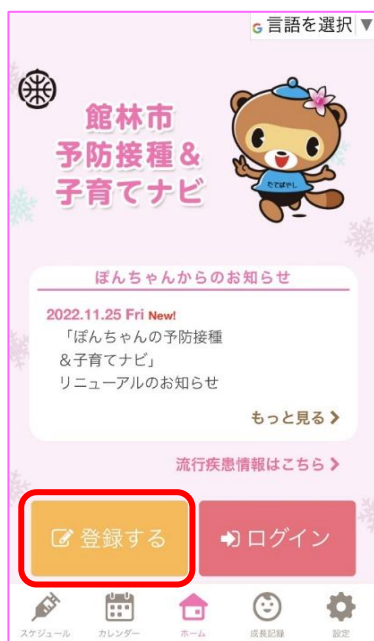 G 言語を選択 ▼
館林市
予防接種&
子育てナビ
たてばやし
ぽんちゃんからのお知らせ
2022.11.25 Fri New!
「ぽんちゃんの予防接種
&子育てナビ」
リニューアルのお知らせ
もっと見る
流行疾患情報はこちら
登録する
ログイン
スケジュール カレンダー ホーム 成長記録 設定